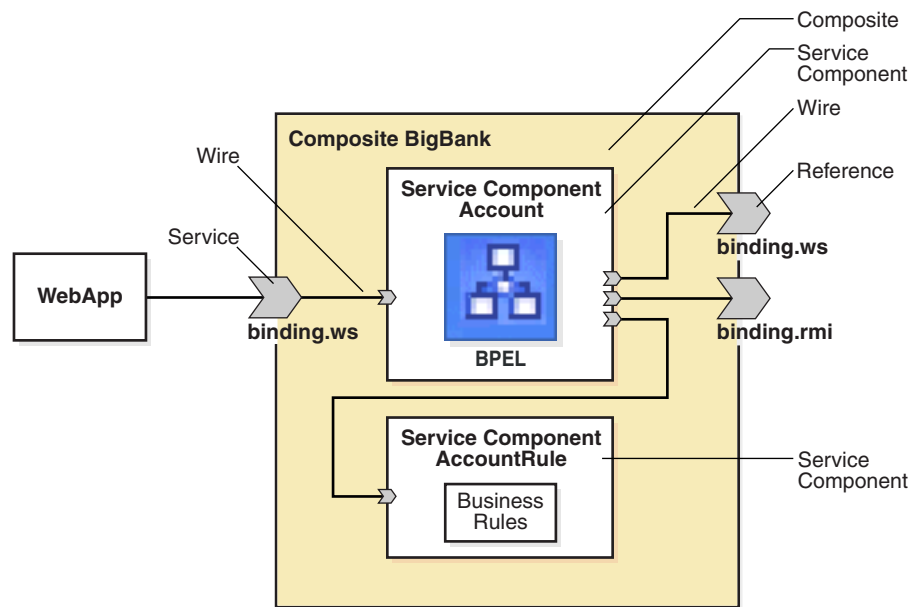 Composite
Service
Component
Wire
Reference
Composite BigBank
Wire
Service
WebApp
binding.ws
Service Component
Account
BPEL
binding.ws
binding.rmi
Service Component
AccountRule
Business
Rules
Service
Component